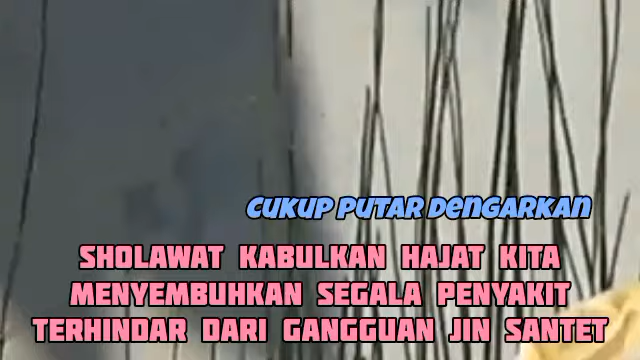 CUKUP PUTAR DENGARKAN
SHOLAWAT KABULKAN HAJAT KITA
MENYEMBUHKAN SEGALA PENYAKIT
TERHINDAR DARI GANGGUAN JIN SANTET